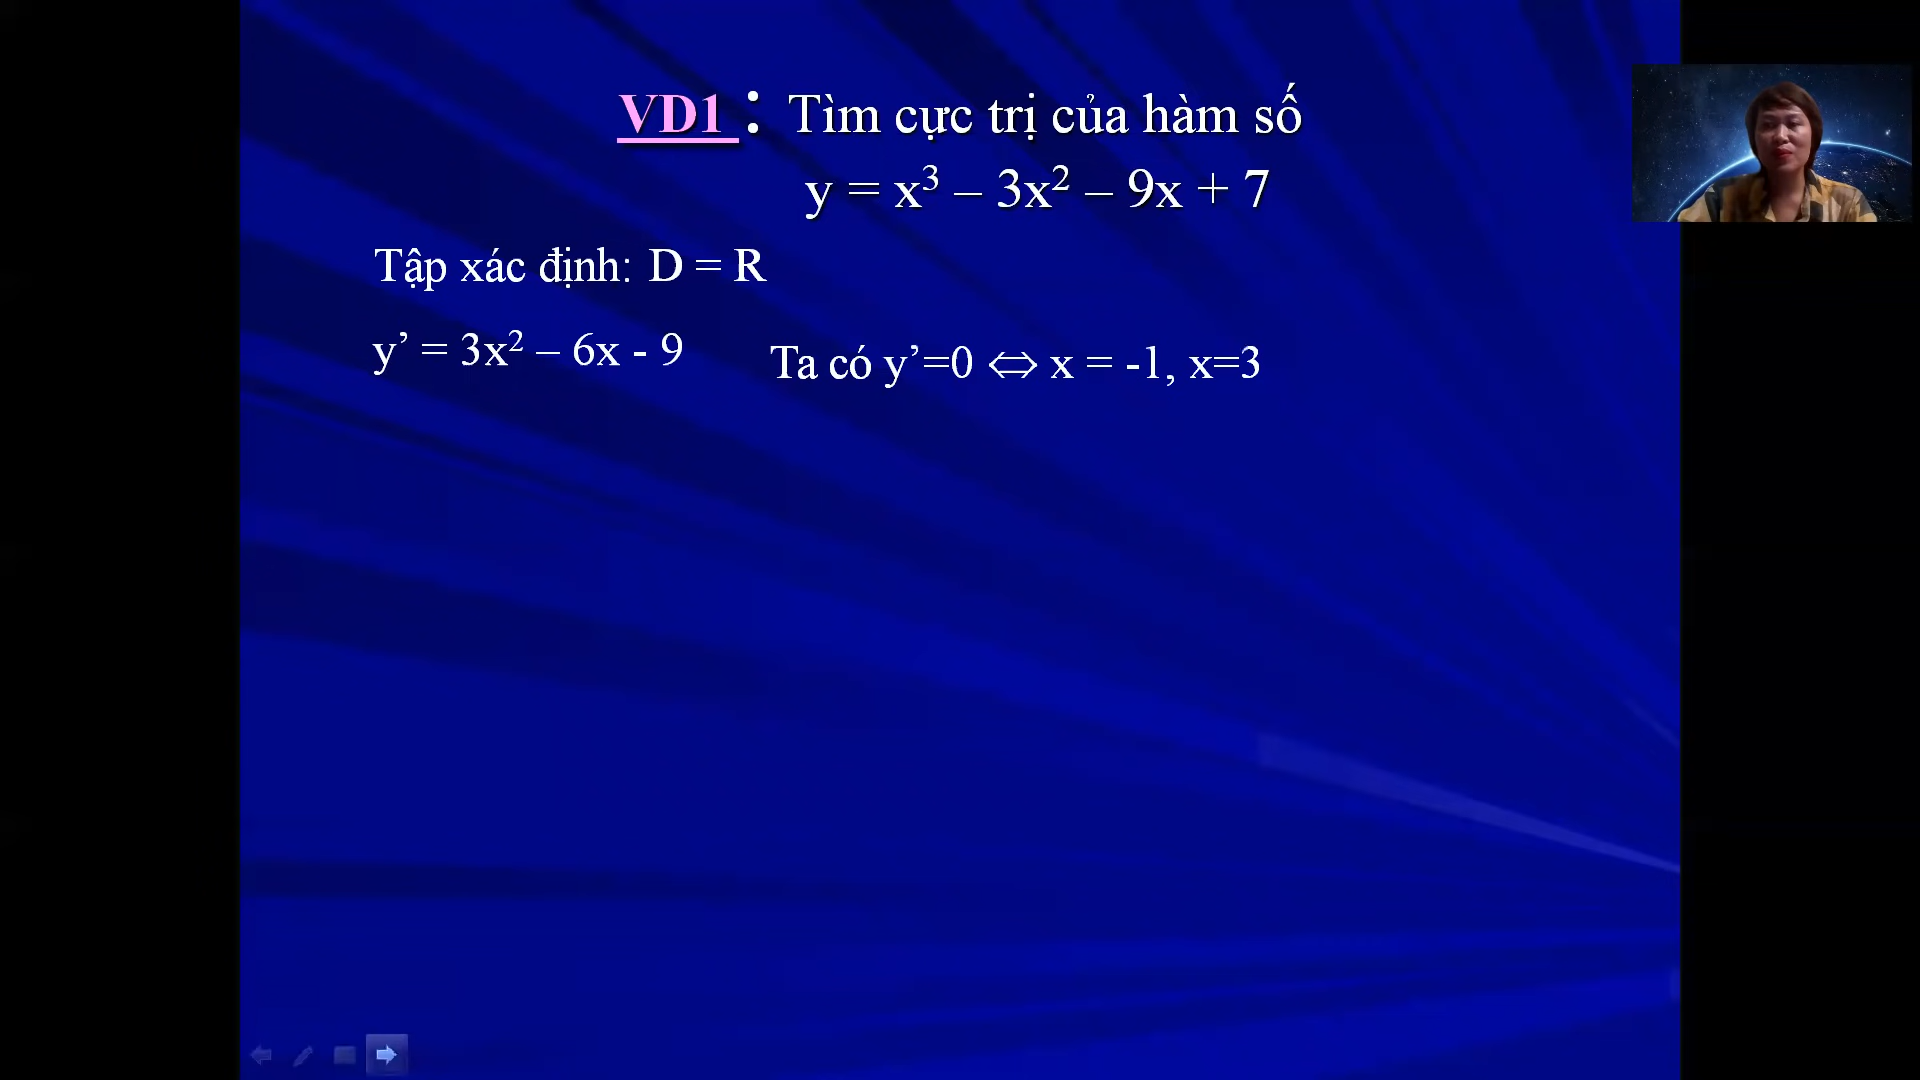 VD1 : Tìm cực trị của hàm số
y = x³ – 3x² – 9x + 7
Tập xác định: D = R
y’ = 3x² – 6x - 9
Ta có y’=0 ⇔ x = -1, x=3